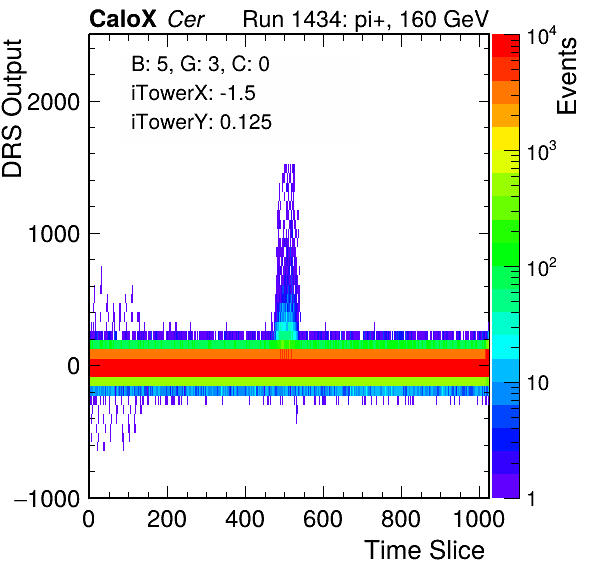 CaloX Cer Run 1434: pi+, 160 GeV
B: 5, G: 3, C: 0
iTowerX: -1.5
iTowerY: 0.125
DRS Output
2000
1000
0
−1000
0 200 400 600 800 1000
Time Slice
Events
10^4
10^3
10^2
10
1